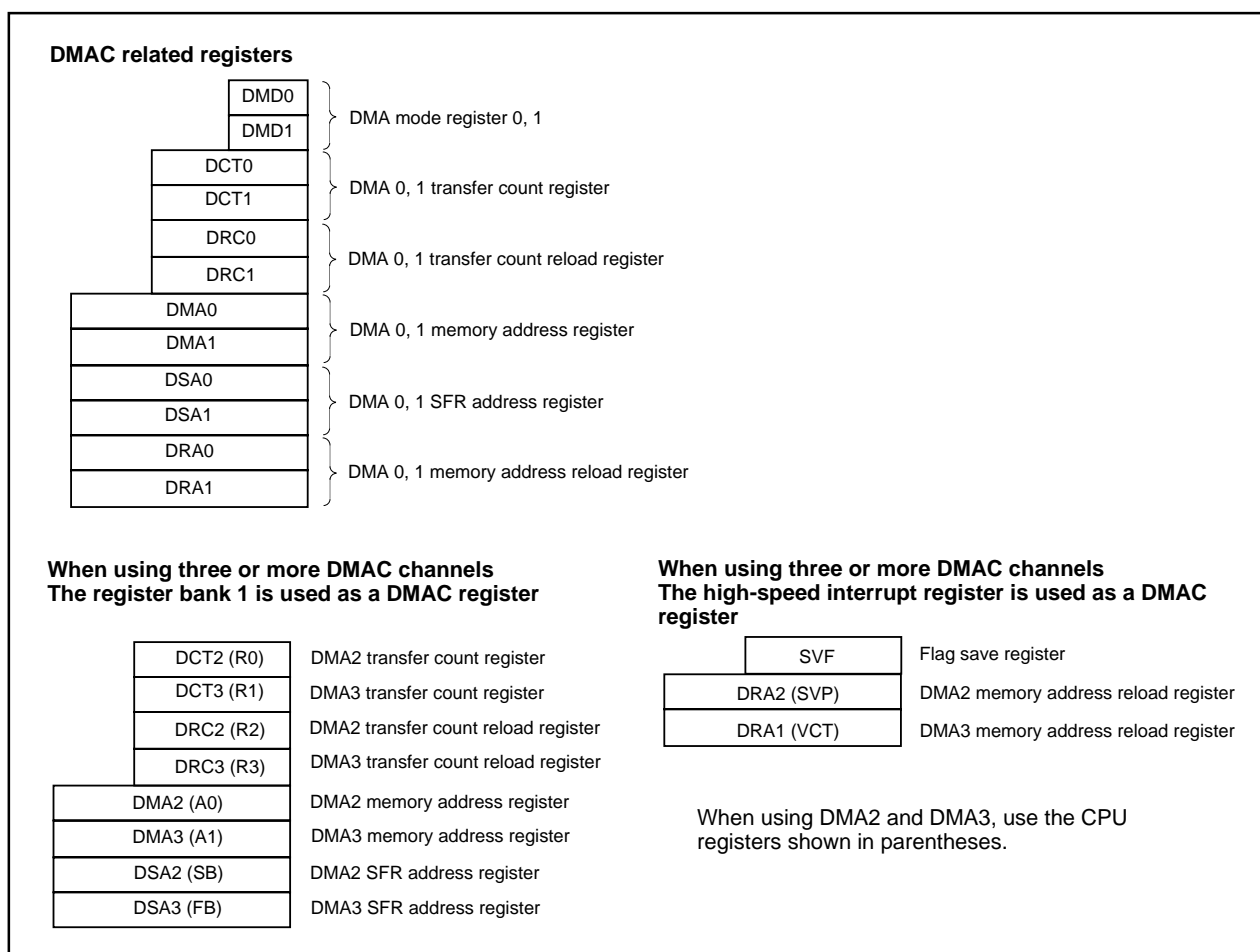 DMAC related registers
DMD0
DMD1
DMA mode register 0, 1
DCT0
DCT1
DMA 0, 1 transfer count register
DRC0
DRC1
DMA 0, 1 transfer count reload register
DMA0
DMA1
DMA 0, 1 memory address register
DSA0
DSA1
DMA 0, 1 SFR address register
DRA0
DRA1
DMA 0, 1 memory address reload register
When using three or more DMAC channels
The register bank 1 is used as a DMAC register
DCT2 (R0) DMA2 transfer count register
DCT3 (R1) DMA3 transfer count register
DRC2 (R2) DMA2 transfer count reload register
DRC3 (R3) DMA3 transfer count reload register
DMA2 (A0) DMA2 memory address register
DMA3 (A1) DMA3 memory address register
DSA2 (SB) DMA2 SFR address register
DSA3 (FB) DMA3 SFR address register
When using three or more DMAC channels
The high-speed interrupt register is used as a DMAC
register
SVF Flag save register
DRA2 (SVP) DMA2 memory address reload register
DRA1 (VCT) DMA3 memory address reload register
When using DMA2 and DMA3, use the CPU
registers shown in parentheses.